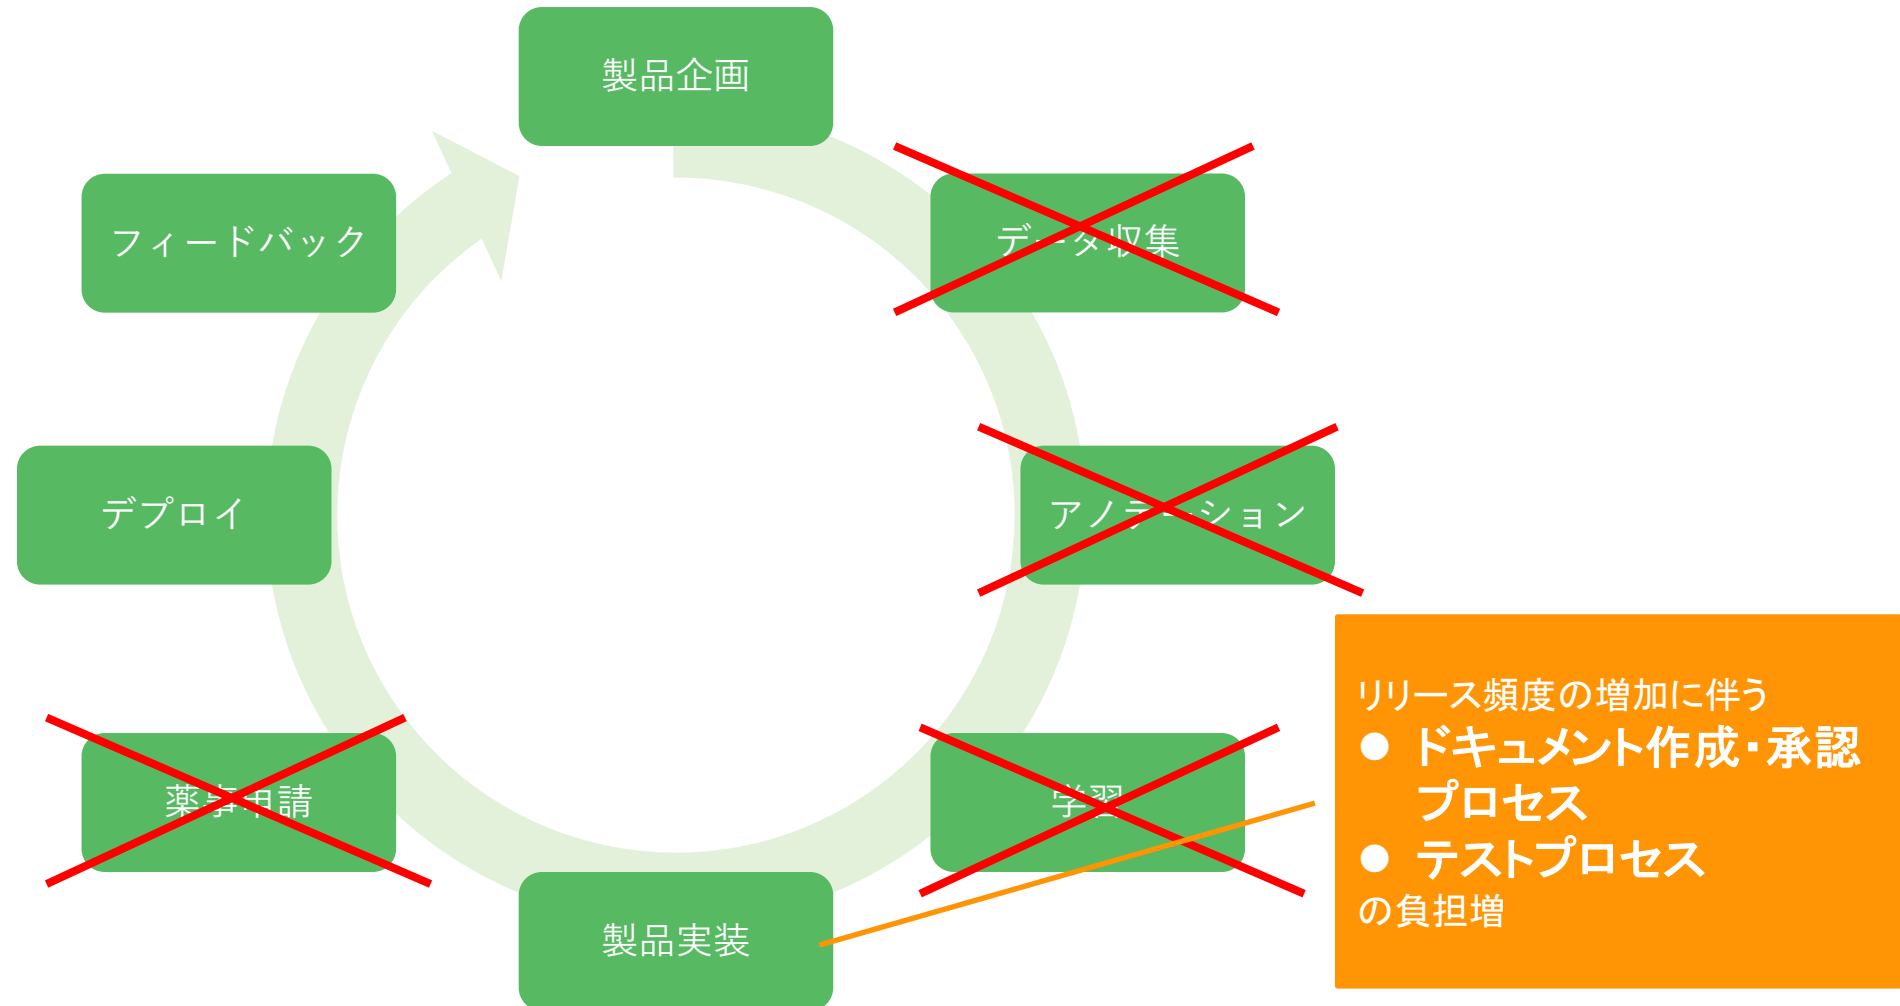 製品企画
データ収集
アノテーション
学習
製品実装
薬事申請
デプロイ
フィードバック
リリース頻度の増加に伴う
● ドキュメント作成・承認
プロセス
● テストプロセス
の負担増